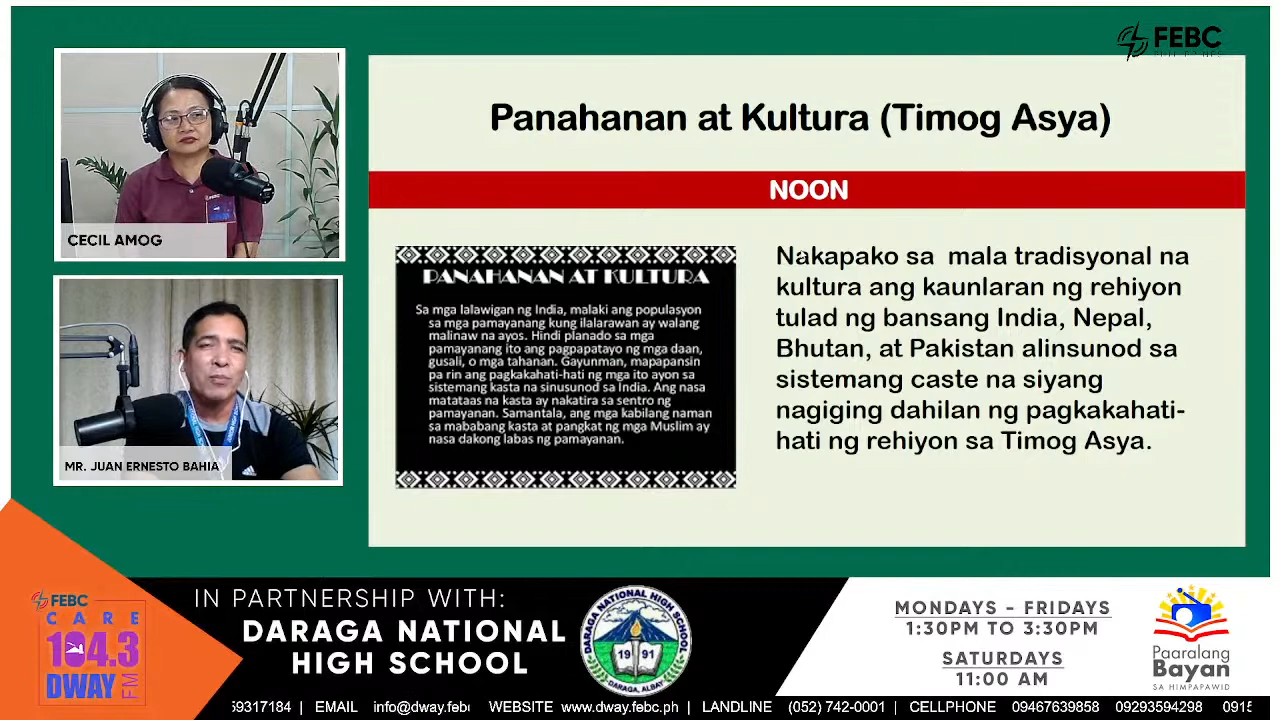 FEBC
PHILIPPINES
Panahanan at Kultura (Timog Asya)
NOON
CECIL AMOG
MR. JUAN ERNESTO BAHIA
PANAHANAN AT KULTURA
Sa mga lalawigan ng India, malaki ang populasyon
sa mga pamayanang kung ilalarawan ay walang
malinaw na ayos. Hindi planado sa mga
pamayanang ito ang pagpapatayo ng mga daan,
gusali, o mga tahanan. Gayunman, mapapansin
pa rin ang pagkakahati-hati ng mga ito ayon sa
sistemang kasta na sinusunod sa India. Ang nasa
matataas na kasta ay nakatira sa sentro ng
pamayanan. Samantala, ang mga kabilang naman
sa mababang kasta at pangkat ng mga Muslim ay
nasa dakong labas ng pamayanan.
Nakapako sa mala tradisyonal na
kultura ang kaunlaran ng rehiyon
tulad ng bansang India, Nepal,
Bhutan, at Pakistan alinsunod sa
sistemang caste na siyang
nagiging dahilan ng pagkakahati-
hati ng rehiyon sa Timog Asya.
FEBC
CARE
104.3
DWAY FM
IN PARTNERSHIP WITH:
DARAGA NATIONAL
HIGH SCHOOL
DARAGA NATIONAL HIGH SCHOOL
1991
DARAGA, ALBAY
MONDAYS - FRIDAYS
1:30PM TO 3:30PM
SATURDAYS
11:00 AM
Paaralang
Bayan
SA HIMPAPAWID
59317184 | EMAIL info@dway.febc WEBSITE www.dway.febc.ph | LANDLINE (052) 742-0001 | CELLPHONE 09467639858 09293594298 0915